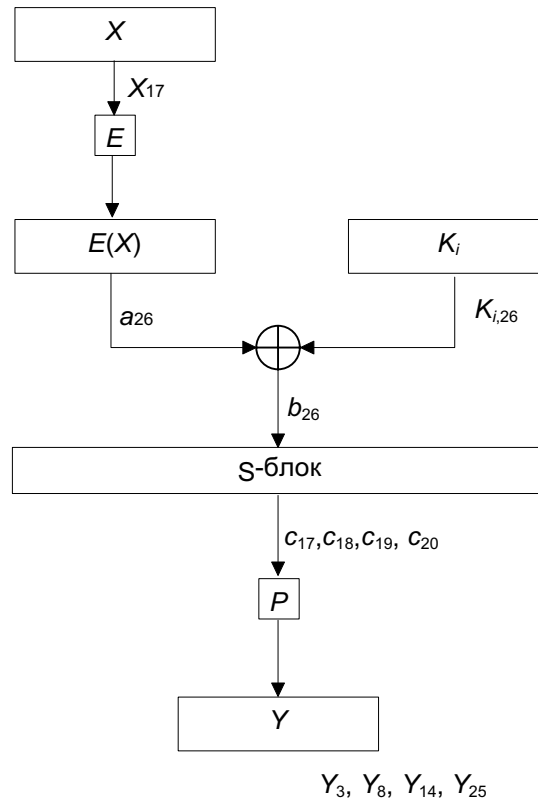 X
X17
E
E(X)
Ki
a26
Ki,26
b26
S-блок
c17,c18,c19, c20
P
Y
Y3, Y8, Y14, Y25